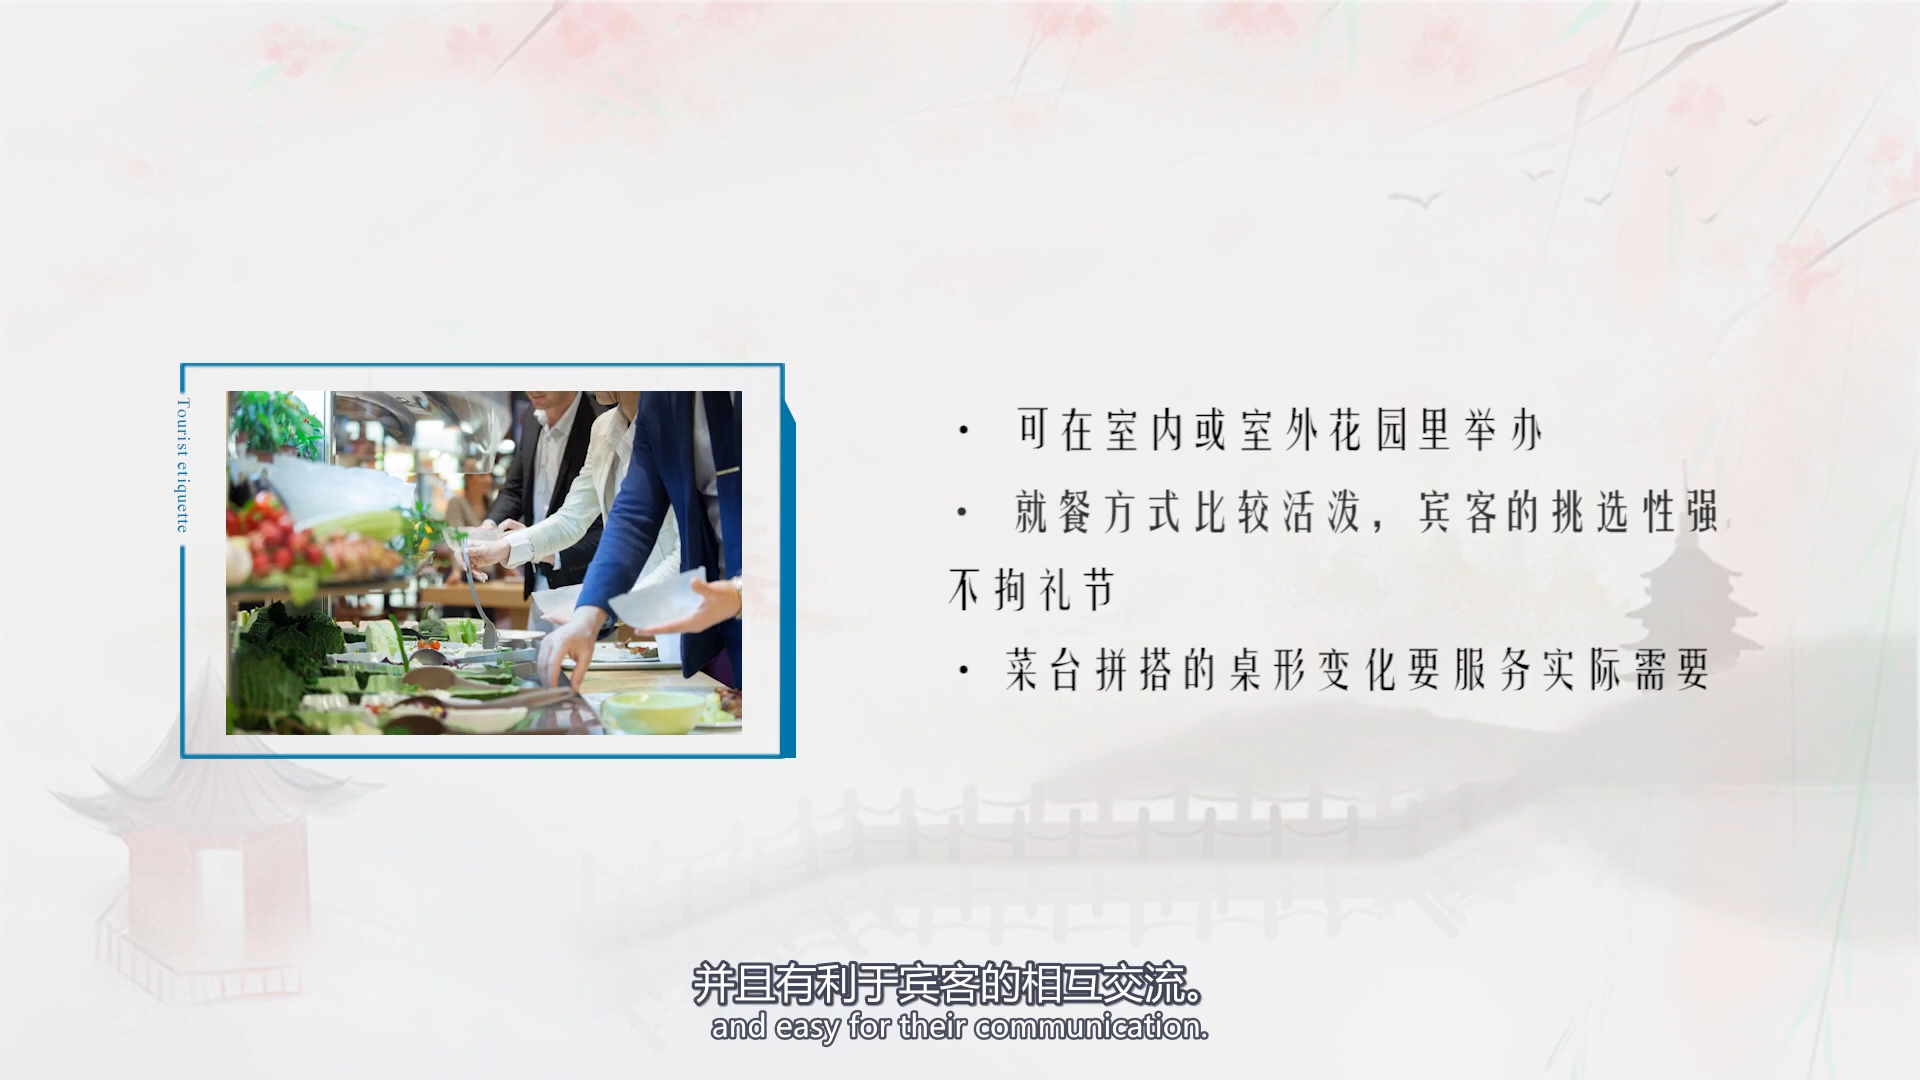 Tourist etiquette
· 可在室内或室外花园里举办
· 就餐方式比较活泼，宾客的挑选性强
不拘礼节
· 菜台拼搭的桌形变化要服务实际需要
并且有利于宾客的相互交流。
and easy for their communication.